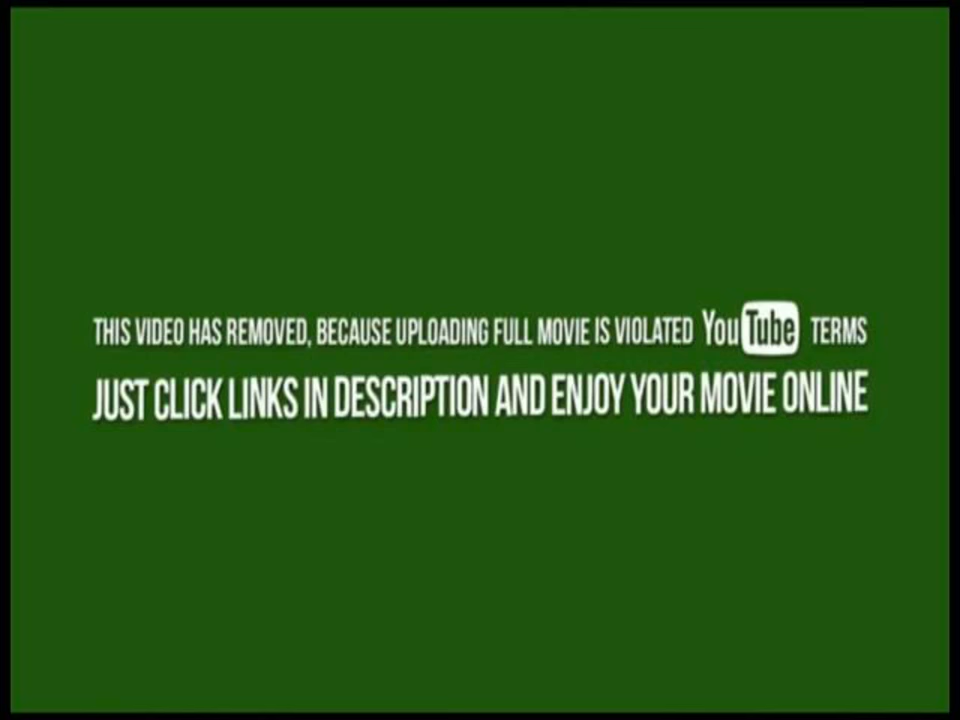 THIS VIDEO HAS REMOVED, BECAUSE UPLOADING FULL MOVIE IS VIOLATED YouTube TERMS
JUST CLICK LINKS IN DESCRIPTION AND ENJOY YOUR MOVIE ONLINE